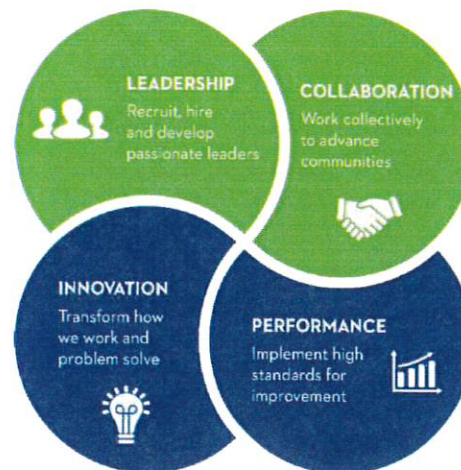 LEADERSHIP
Recruit, hire
and develop
passionate leaders
COLLABORATION
Work collectively
to advance
communities
INNOVATION
Transform how
we work and
problem solve
PERFORMANCE
Implement high
standards for
improvement